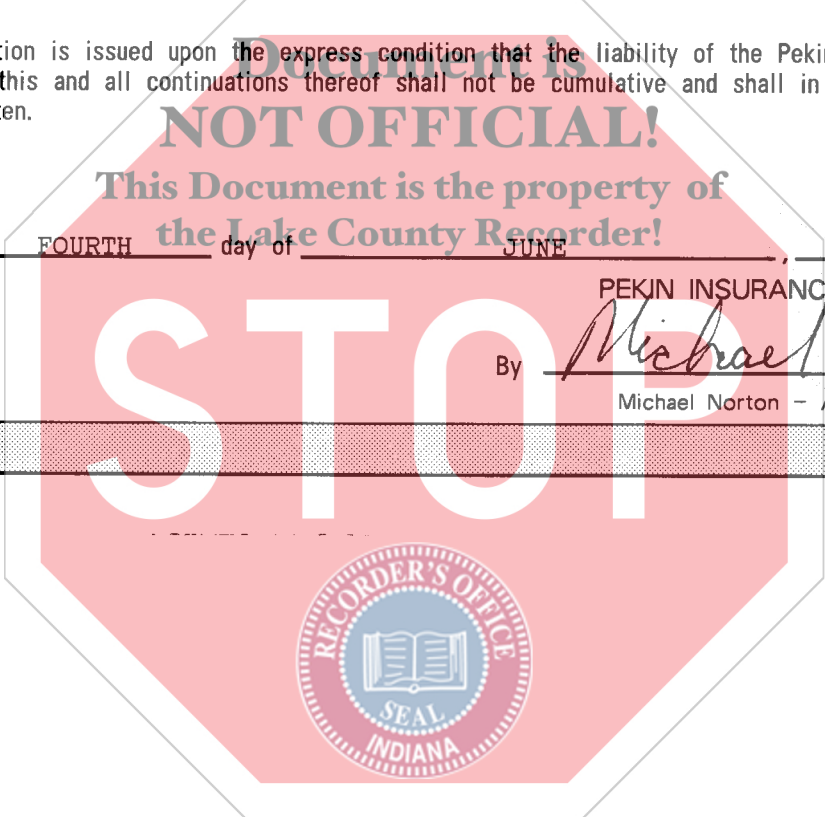 tion is issued upon the express condition that the liability of the Pekin
Document is
this and all continuations thereof shall not be cumulative and shall in
ten.
NOT OFFICIAL!
This Document is the property of
the Lake County Recorder!
FOURTH day of JUNE ,
PEKIN INSURANC
By Michael
Michael Norton –
STOP
RECORDER'S OFFICE
SEAL
INDIANA